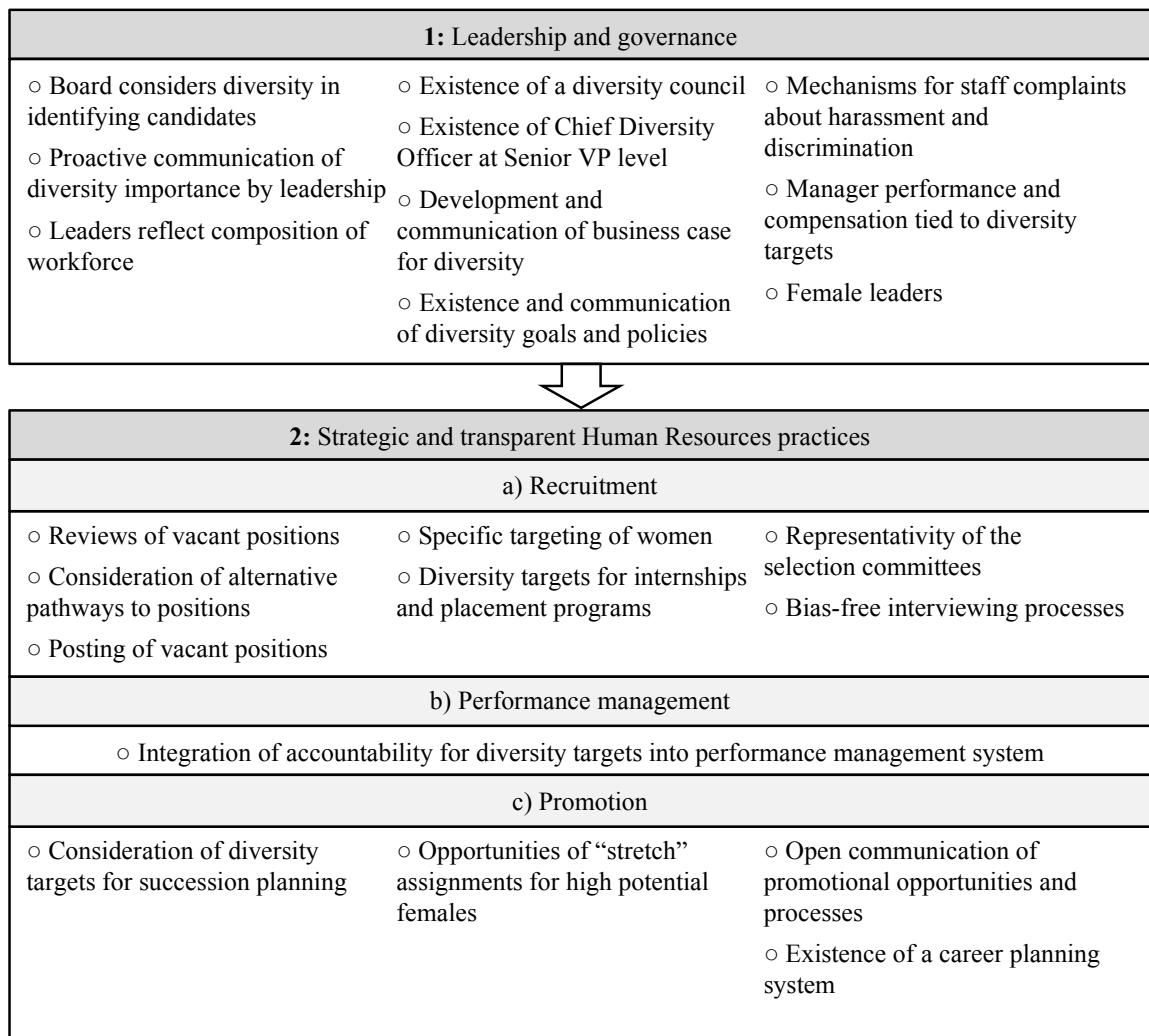 1: Leadership and governance
○ Board considers diversity in
identifying candidates
○ Proactive communication of
diversity importance by leadership
○ Leaders reflect composition of
workforce
○ Existence of a diversity council
○ Existence of Chief Diversity
Officer at Senior VP level
○ Development and
communication of business case
for diversity
○ Existence and communication
of diversity goals and policies
○ Mechanisms for staff complaints
about harassment and
discrimination
○ Manager performance and
compensation tied to diversity
targets
○ Female leaders
2: Strategic and transparent Human Resources practices
a) Recruitment
○ Reviews of vacant positions
○ Consideration of alternative
pathways to positions
○ Posting of vacant positions
○ Specific targeting of women
○ Diversity targets for internships
and placement programs
○ Representativity of the
selection committees
○ Bias-free interviewing processes
b) Performance management
○ Integration of accountability for diversity targets into performance management system
c) Promotion
○ Consideration of diversity
targets for succession planning
○ Opportunities of “stretch”
assignments for high potential
females
○ Open communication of
promotional opportunities and
processes
○ Existence of a career planning
system